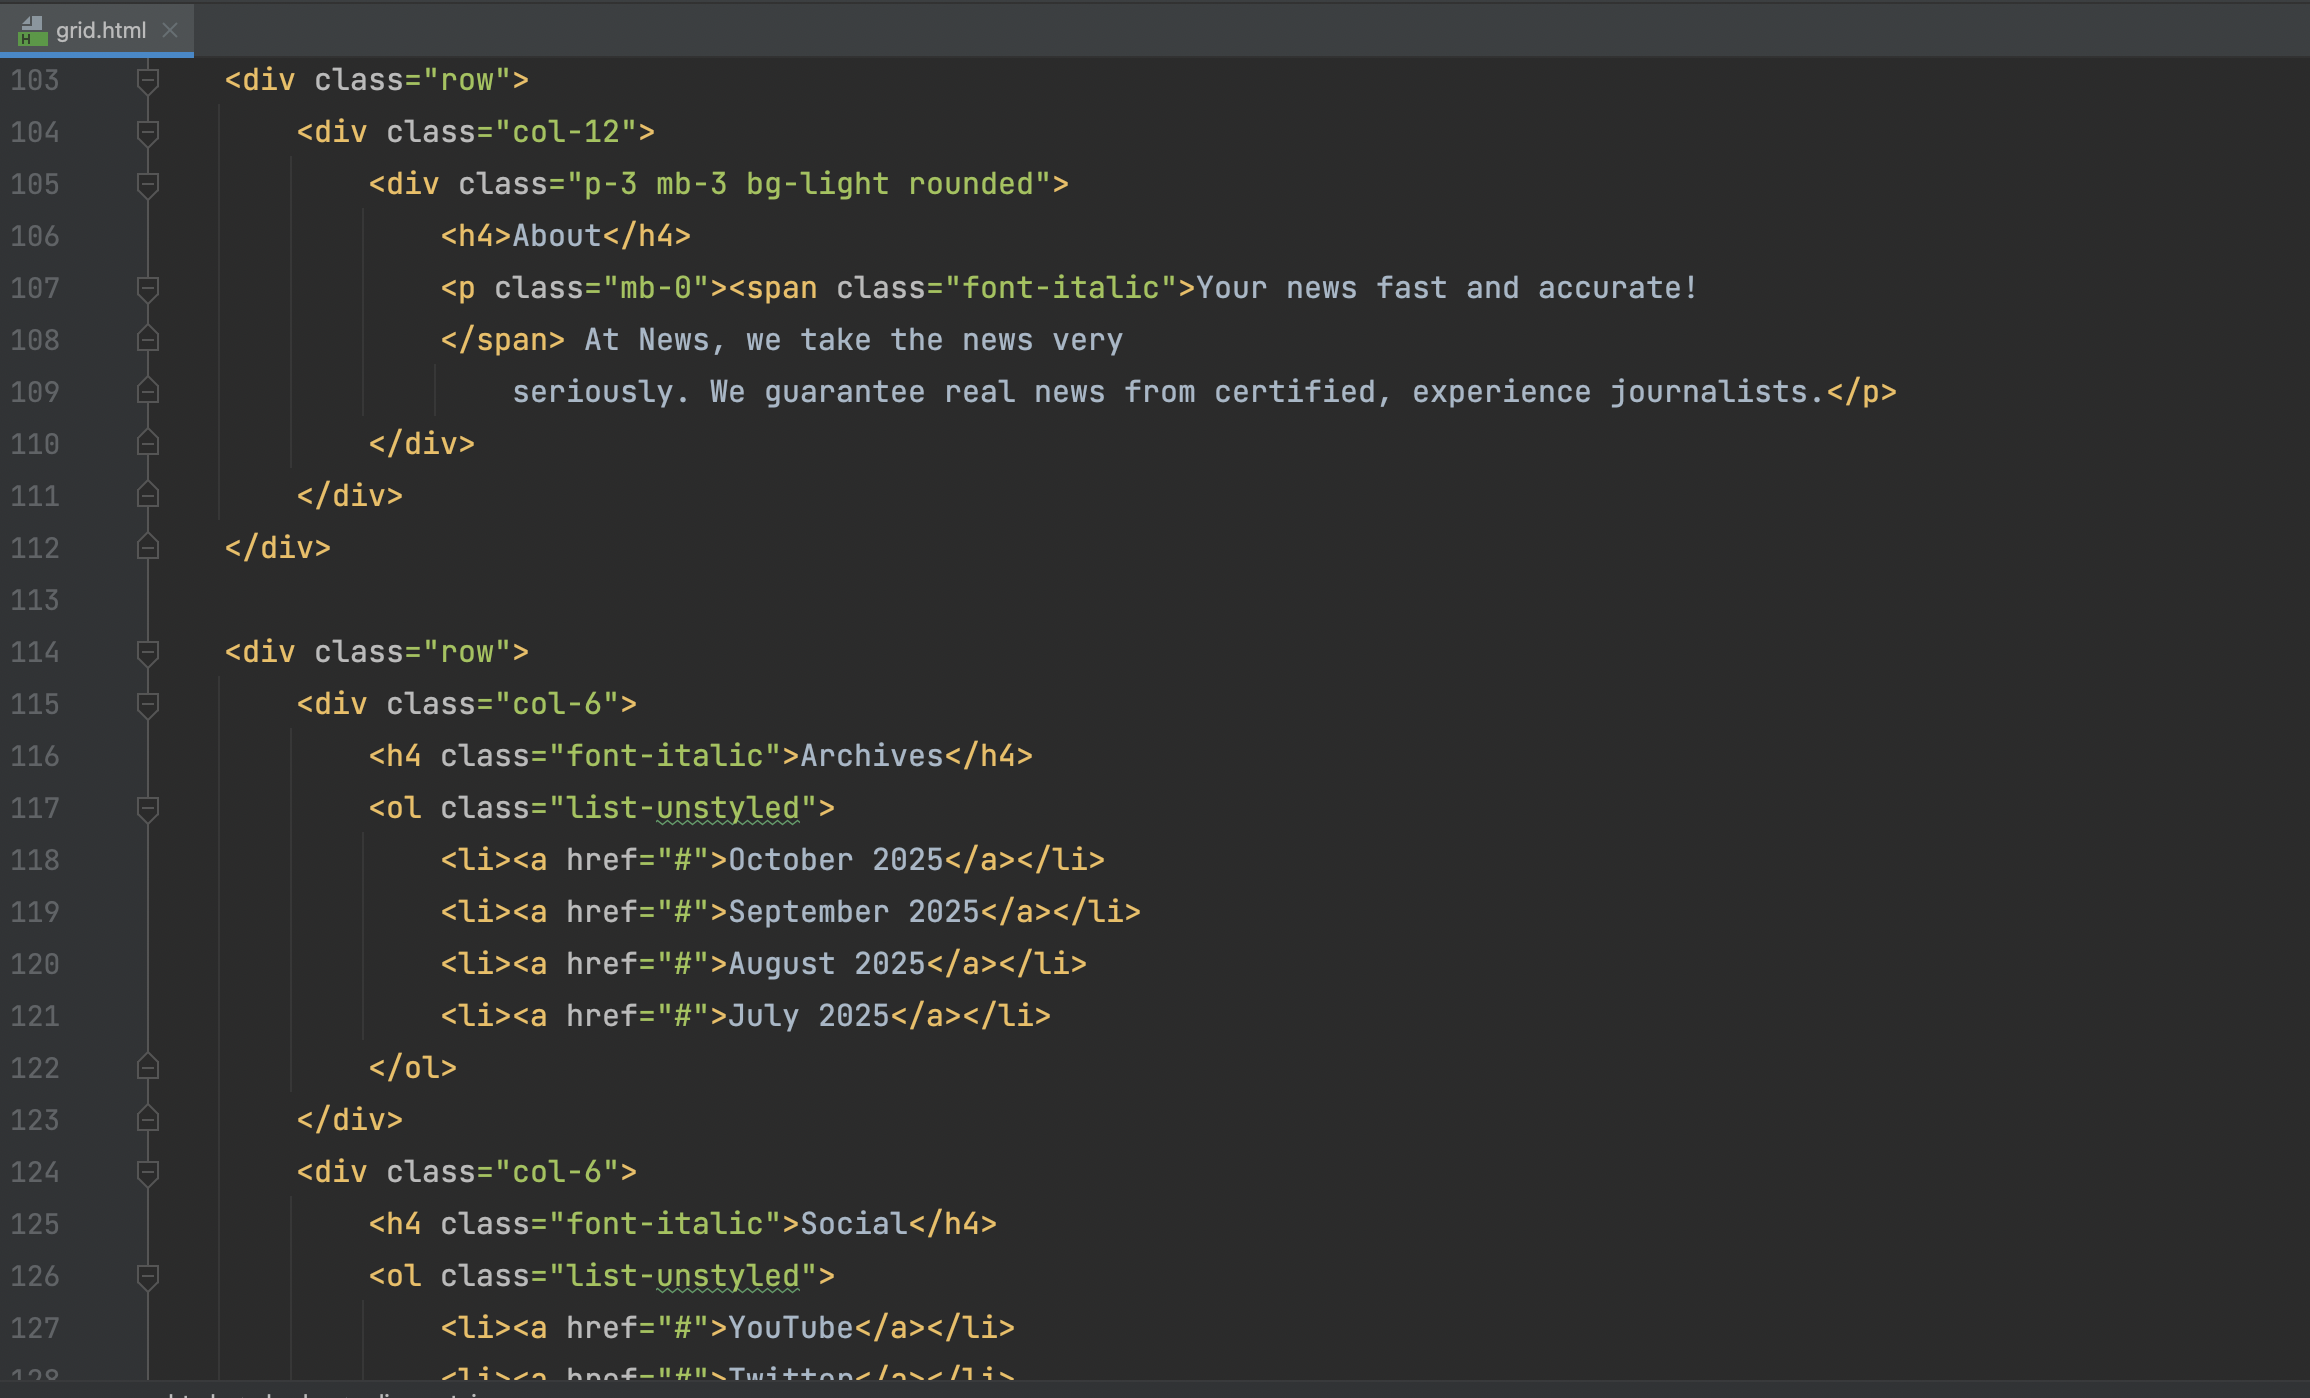 grid.html
103 <div class="row">
104 <div class="col-12">
105 <div class="p-3 mb-3 bg-light rounded">
106 <h4>About</h4>
107 <p class="mb-0"><span class="font-italic">Your news fast and accurate!
108 </span> At News, we take the news very
109 seriously. We guarantee real news from certified, experience journalists.</p>
110 </div>
111 </div>
112 </div>
113
114 <div class="row">
115 <div class="col-6">
116 <h4 class="font-italic">Archives</h4>
117 <ol class="list-unstyled">
118 <li><a href="#">October 2025</a></li>
119 <li><a href="#">September 2025</a></li>
120 <li><a href="#">August 2025</a></li>
121 <li><a href="#">July 2025</a></li>
122 </ol>
123 </div>
124 <div class="col-6">
125 <h4 class="font-italic">Social</h4>
126 <ol class="list-unstyled">
127 <li><a href="#">YouTube</a></li>
128 <li><a href="#">Twitter</a></li>